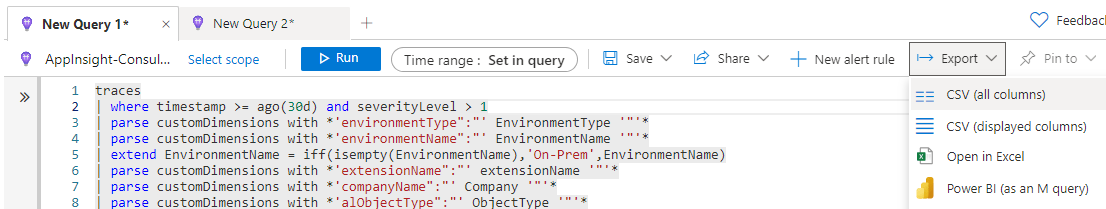 New Query 1* × New Query 2* Feedbac
AppInsight-Consul... Select scope Run Time range : Set in query Save Share New alert rule Export Pin to
1 traces
2 | where timestamp >= ago(30d) and severityLevel > 1
3 | parse customDimensions with *'environmentType":"' EnvironmentType '"'*
4 | parse customDimensions with *'environmentName":"' EnvironmentName '"'*
5 | extend EnvironmentName = iff(isempty(EnvironmentName),'On-Prem',EnvironmentName)
6 | parse customDimensions with *'extensionName":"' extensionName '"'*
7 | parse customDimensions with *'companyName":"' Company '"'*
8 | parse customDimensions with *'alObjectType":"' ObjectType '"'*
CSV (all columns)
CSV (displayed columns)
Open in Excel
Power BI (as an M query)